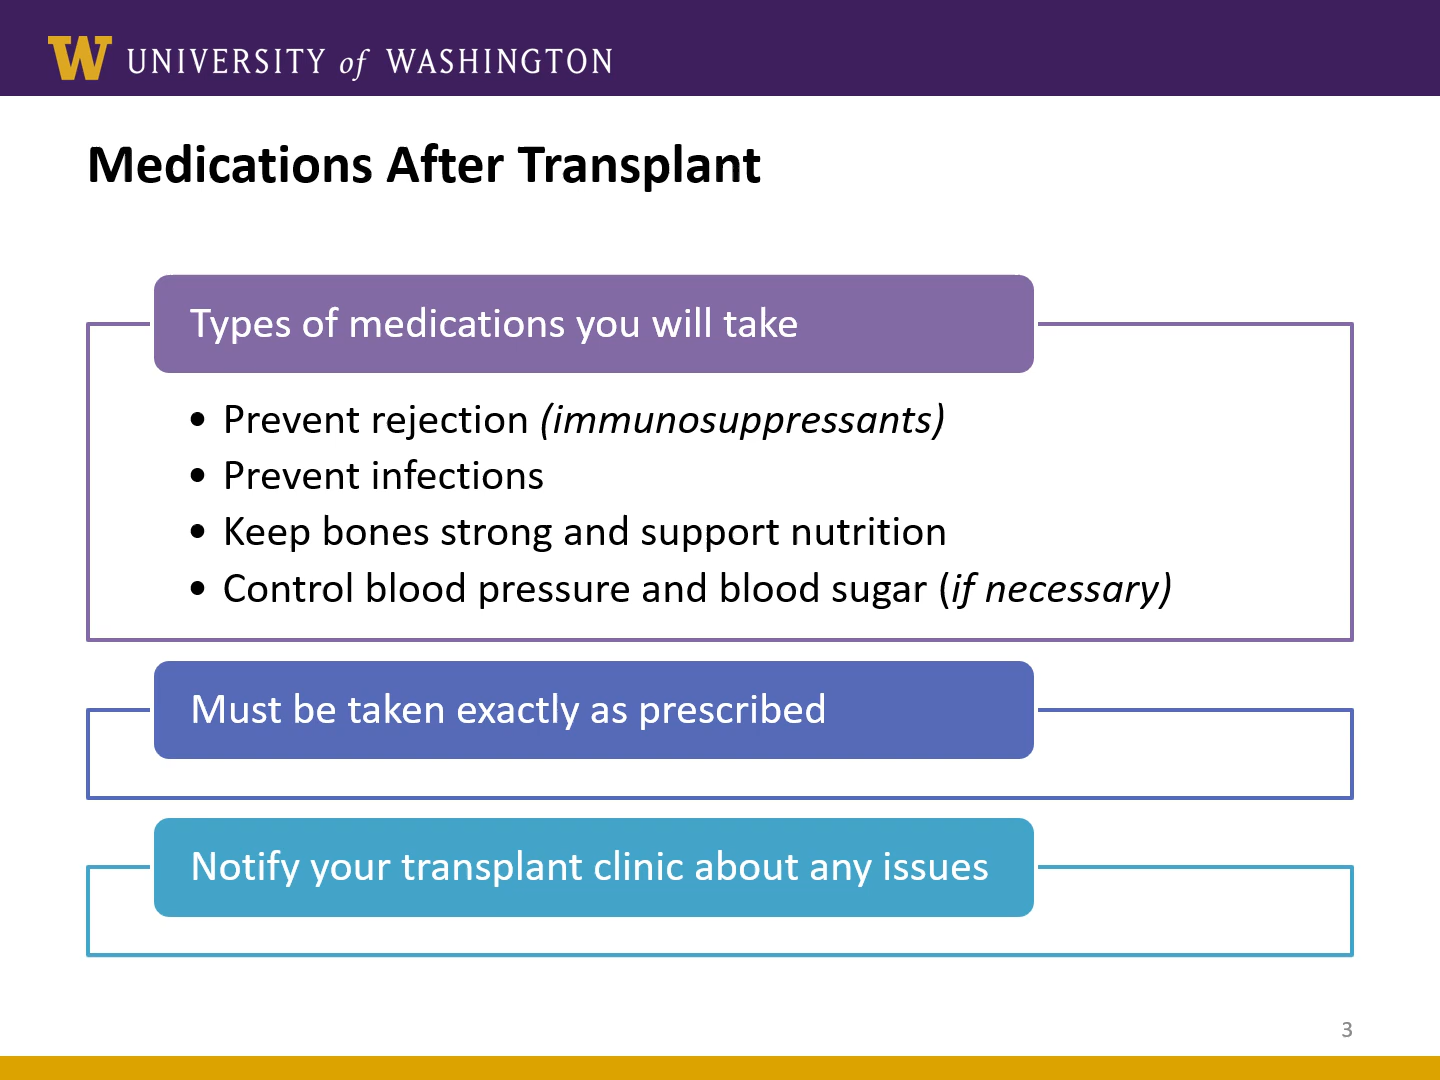 W UNIVERSITY of WASHINGTON
Medications After Transplant
Types of medications you will take
• Prevent rejection (immunosuppressants)
• Prevent infections
• Keep bones strong and support nutrition
• Control blood pressure and blood sugar (if necessary)
Must be taken exactly as prescribed
Notify your transplant clinic about any issues
3